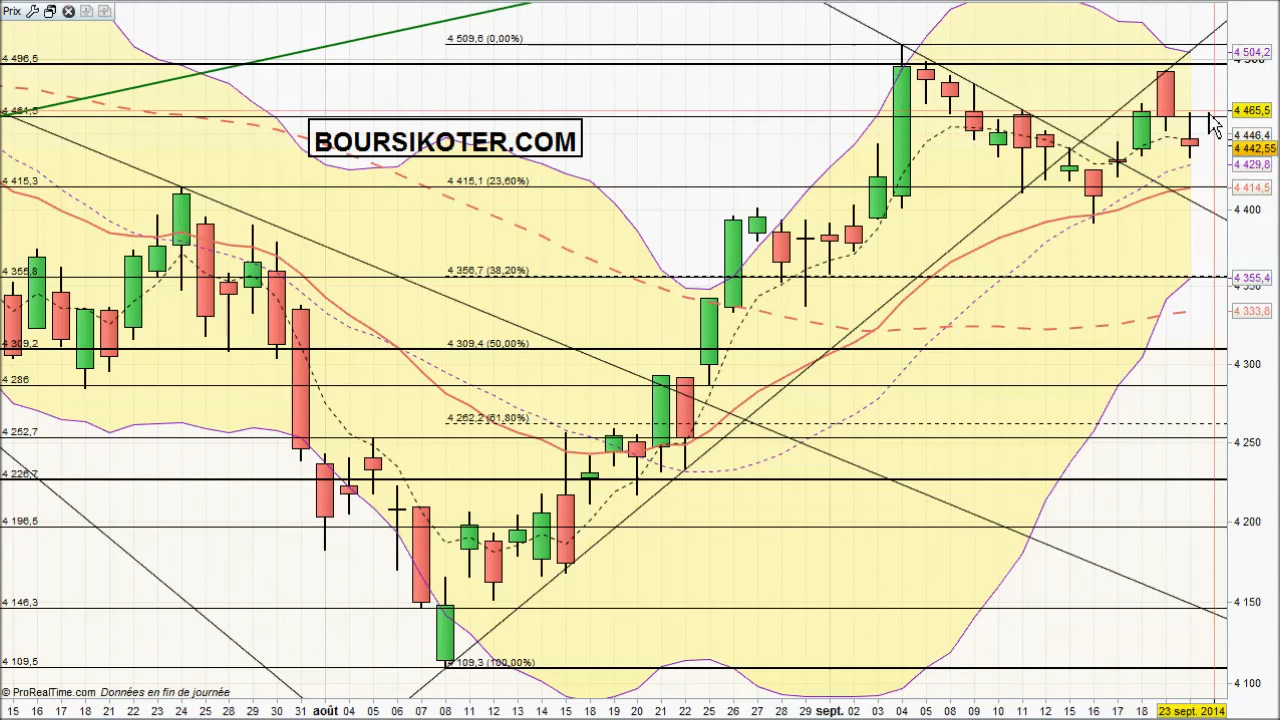 Prix
4 509,6 (0,00%)
4 504,2
4 496,5
4 465,5
BOURSIKOTER.COM
4 446,4
4 442,55
4 429,8
4 415,3
4 415,1 (23,60%)
4 414,5
4 400
4 355,8
4 356,7 (38,20%)
4 355,4
4 333,8
4 309,2
4 309,4 (50,00%)
4 300
4 286
4 262,2 (61,80%)
4 252,7
4 250
4 226,7
4 196,5
4 200
4 146,3
4 150
4 109,5
4 109,3 (100,00%)
4 100
© ProRealTime.com Données en fin de journée
15 16 17 18 21 22 23 24 25 28 29 30 31 août 04 05 06 07 08 11 12 13 14 15 18 19 20 21 22 25 26 27 28 29 sept. 02 03 04 05 08 09 10 11 12 15 16 17 18 23 sept. 2014